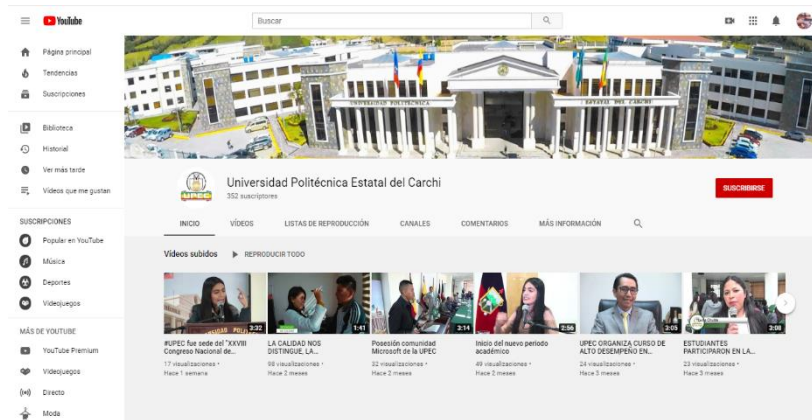 YouTube
Buscar
Página principal
Tendencias
Suscripciones
Biblioteca
Historial
Ver más tarde
Vídeos que me gustan
SUSCRIPCIONES
Popular en YouTube
Música
Deportes
Videojuegos
MÁS DE YOUTUBE
YouTube Premium
Videojuegos
Directo
Moda
UNIVERSIDAD POLITÉCNICA ESTATAL DEL CARCHI
UPEC
Universidad Politécnica Estatal del Carchi
352 suscriptores
SUSCRIBIRSE
INICIO VÍDEOS LISTAS DE REPRODUCCIÓN CANALES COMENTARIOS MÁS INFORMACIÓN
Vídeos subidos REPRODUCIR TODO
3:32
#UPEC fue sede del "XXVIII
Congreso Nacional de...
17 visualizaciones •
Hace 1 semana
1:41
LA CALIDAD NOS
DISTINGUE, LA...
98 visualizaciones •
Hace 2 meses
3:14
Posesión comunidad
Microsoft de la UPEC
32 visualizaciones •
Hace 2 meses
2:56
Inicio del nuevo periodo
académico
49 visualizaciones •
Hace 2 meses
3:05
UPEC ORGANIZA CURSO DE
ALTO DESEMPEÑO EN...
24 visualizaciones •
Hace 3 meses
3:08
ESTUDIANTES
PARTICIPARON EN LA...
23 visualizaciones •
Hace 3 meses